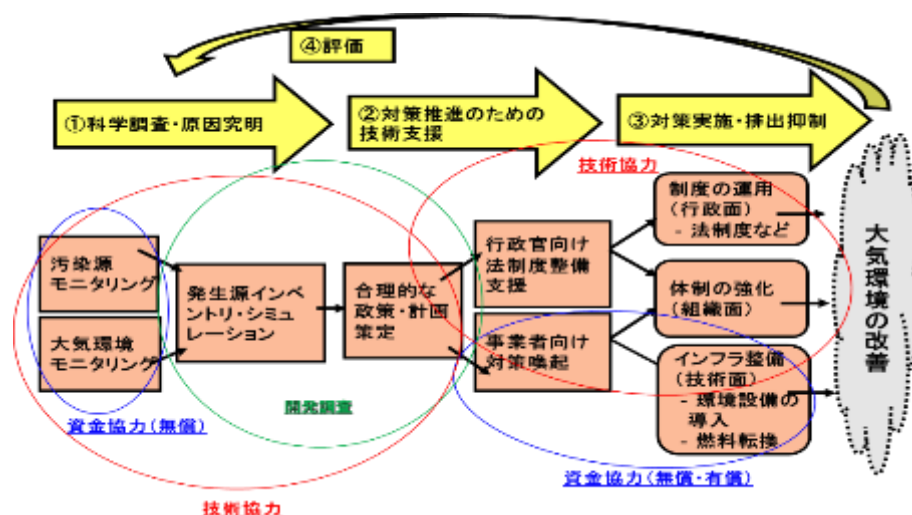 ④評価
①科学調査・原因究明
②対策推進のための
技術支援
③対策実施・排出抑制
技術協力
汚染源
モニタリング
大気環境
モニタリング
資金協力(無償)
発生源インベ
ントリ・シミュ
レーション
合理的な
政策・計画
策定
開発調査
技術協力
行政官向け
法制度整備
支援
事業者向け
対策喚起
制度の運用
(行政面)
- 法制度など
体制の強化
(組織面)
インフラ整備
(技術面)
- 環境設備の
導入
- 燃料転換
資金協力(無償・有償)
大気環境の改善